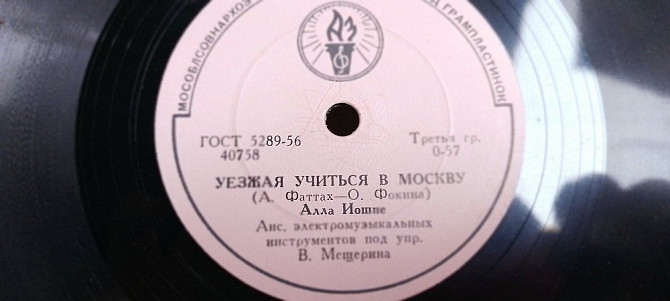 МОСОБЛСОВНАРХОЗ
ГРАМПЛАСТИНОК
АЗ
ГОСТ 5289-56
40758
Третья гр.
0-57
УЕЗЖАЯ УЧИТЬСЯ В МОСКВУ
(А. Фаттах—О. Фокина)
Алла Иошпе
Анс. электромузыкальных
инструментов под упр.
В. Мещерина